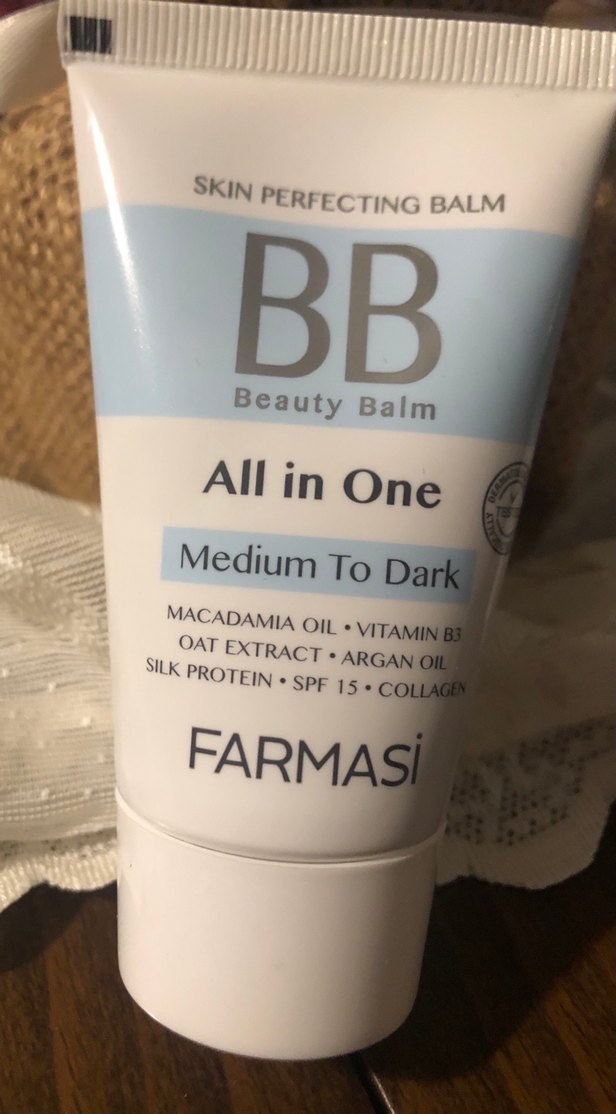 SKIN PERFECTING BALM
BB
Beauty Balm
All in One
Medium To Dark
MACADAMIA OIL • VITAMIN B3
OAT EXTRACT • ARGAN OIL
SILK PROTEIN • SPF 15 • COLLAGEN
FARMASİ